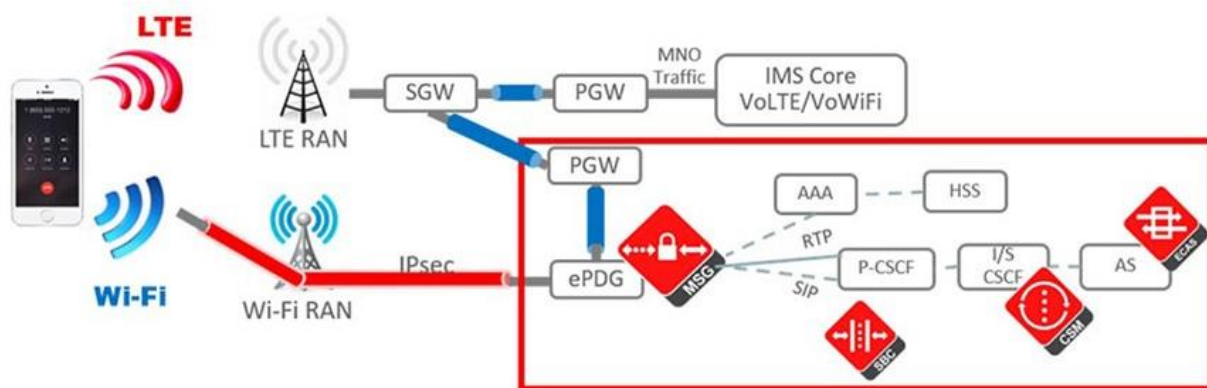 LTE
LTE RAN
SGW
PGW
MNO
Traffic
IMS Core
VoLTE/VoWiFi
PGW
AAA
HSS
RTP
ECAS
Wi-Fi
Wi-Fi RAN
IPsec
ePDG
MSG
SIP
P-CSCF
I/S
CSCF
AS
SBC
CSM